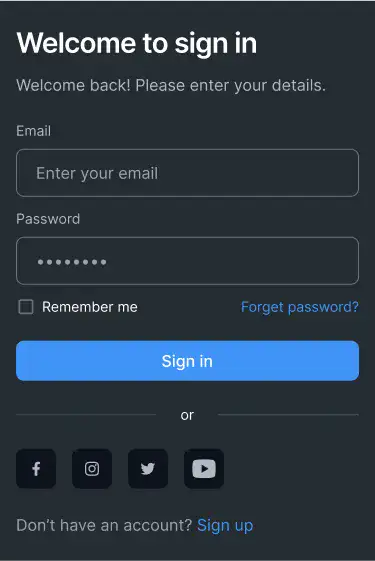 Welcome to sign in
Welcome back! Please enter your details.
Email
Enter your email
Password
Remember me
Forget password?
Sign in
or
Don't have an account? Sign up